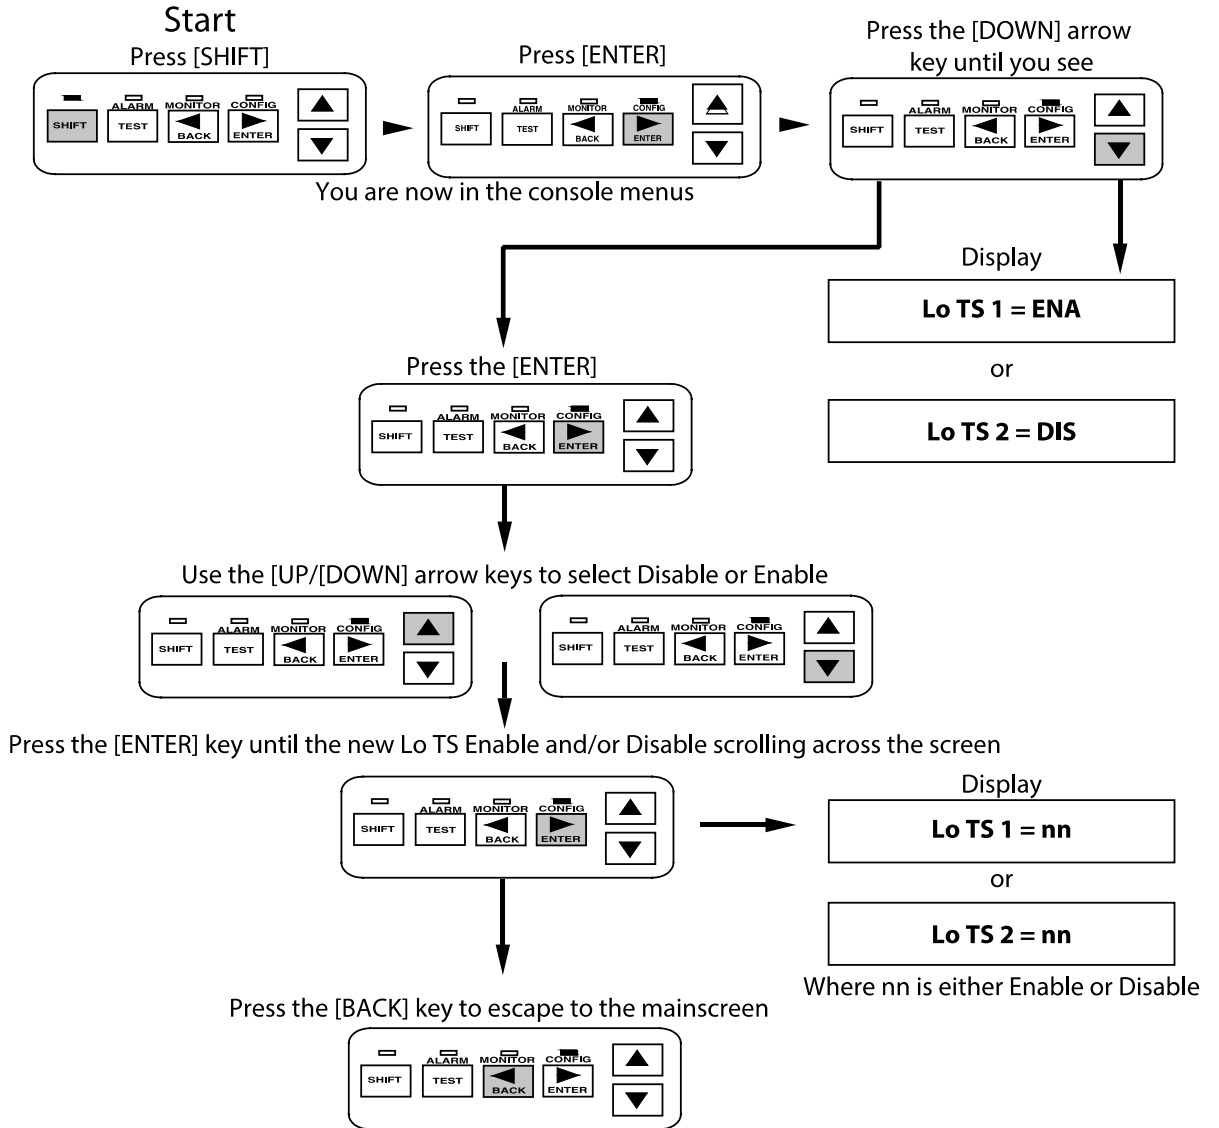 Start
Press [SHIFT]
SHIFT
ALARM
TEST
MONITOR
BACK
CONFIG
ENTER
Press [ENTER]
SHIFT
ALARM
TEST
MONITOR
BACK
CONFIG
ENTER
You are now in the console menus
Press the [DOWN] arrow
key until you see
SHIFT
ALARM
TEST
MONITOR
BACK
CONFIG
ENTER
Display
Lo TS 1 = ENA
or
Lo TS 2 = DIS
Press the [ENTER]
SHIFT
ALARM
TEST
MONITOR
BACK
CONFIG
ENTER
Use the [UP/[DOWN] arrow keys to select Disable or Enable
SHIFT
ALARM
TEST
MONITOR
BACK
CONFIG
ENTER
SHIFT
ALARM
TEST
MONITOR
BACK
CONFIG
ENTER
Press the [ENTER] key until the new Lo TS Enable and/or Disable scrolling across the screen
SHIFT
ALARM
TEST
MONITOR
BACK
CONFIG
ENTER
Display
Lo TS 1 = nn
or
Lo TS 2 = nn
Where nn is either Enable or Disable
Press the [BACK] key to escape to the mainscreen
SHIFT
ALARM
TEST
MONITOR
BACK
CONFIG
ENTER